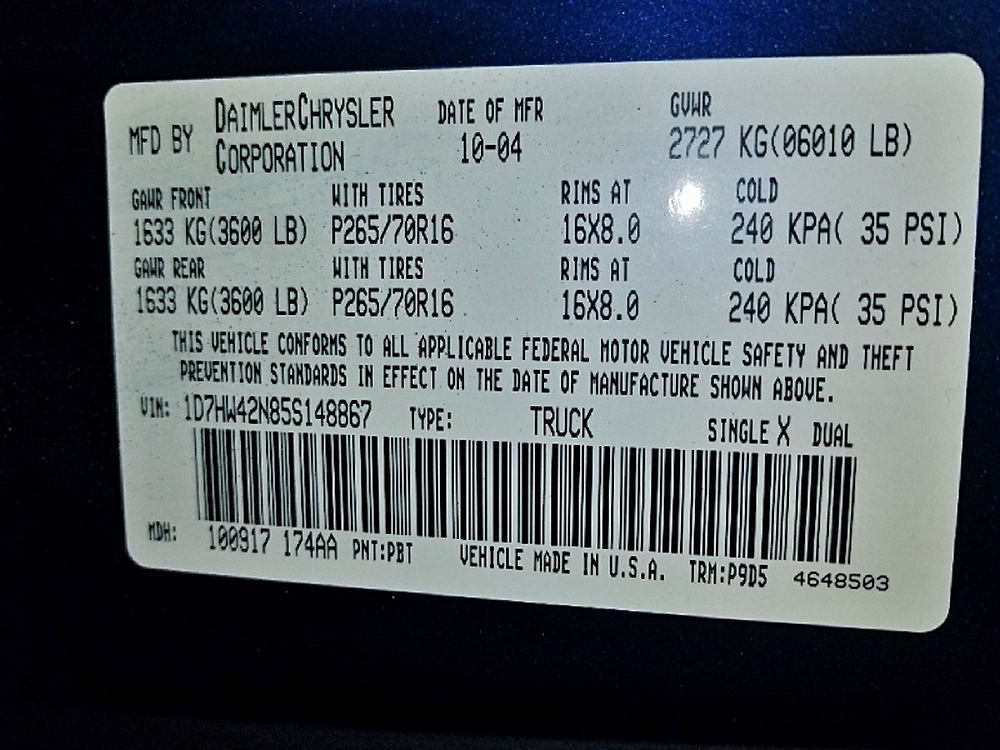 MFD BY DAIMLERCHRYSLER CORPORATION DATE OF MFR 10-04 GVWR 2727 KG(06010 LB)
GAWR FRONT WITH TIRES RIMS AT COLD
1633 KG(3600 LB) P265/70R16 16X8.0 240 KPA( 35 PSI)
GAWR REAR WITH TIRES RIMS AT COLD
1633 KG(3600 LB) P265/70R16 16X8.0 240 KPA( 35 PSI)
THIS VEHICLE CONFORMS TO ALL APPLICABLE FEDERAL MOTOR VEHICLE SAFETY AND THEFT
PREVENTION STANDARDS IN EFFECT ON THE DATE OF MANUFACTURE SHOWN ABOVE.
VIN: 1D7HW42N85S148867 TYPE: TRUCK SINGLE X DUAL
MDH: 100917 174AA PNT:PBT VEHICLE MADE IN U.S.A. TRM:P9D5 4648503